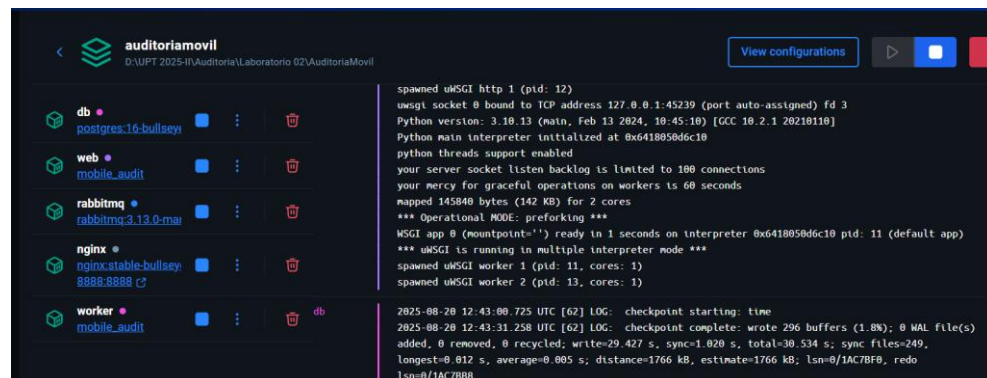 auditoriamovil
D:\UPT 2025-II\Auditoria\Laboratorio 02\AuditoriaMovil
View configurations
db
postgres:16-bullseye
web
mobile_audit
rabbitmq
rabbitmq:3.13.0-mar
nginx
nginx:stable-bullsey
8888:8888
worker
mobile_audit
spawned uWSGI http 1 (pid: 12)
uwsgi socket 0 bound to TCP address 127.0.0.1:45239 (port auto-assigned) fd 3
Python version: 3.10.13 (main, Feb 13 2024, 10:45:10) [GCC 10.2.1 20210110]
Python main interpreter initialized at 0x6418050d6c10
python threads support enabled
your server socket listen backlog is limited to 100 connections
your mercy for graceful operations on workers is 60 seconds
mapped 145840 bytes (142 KB) for 2 cores
*** Operational MODE: preforking ***
WSGI app 0 (mountpoint='') ready in 1 seconds on interpreter 0x6418050d6c10 pid: 11 (default app)
*** uWSGI is running in multiple interpreter mode ***
spawned uWSGI worker 1 (pid: 11, cores: 1)
spawned uWSGI worker 2 (pid: 13, cores: 1)
db
2025-08-20 12:43:00.725 UTC [62] LOG: checkpoint starting: time
2025-08-20 12:43:31.258 UTC [62] LOG: checkpoint complete: wrote 296 buffers (1.8%); 0 WAL file(s)
added, 0 removed, 0 recycled; write=29.427 s, sync=1.020 s, total=30.534 s; sync files=249,
longest=0.012 s, average=0.005 s; distance=1766 kB, estimate=1766 kB; lsn=0/1AC7BF0, redo
lsn=0/1AC7BB8